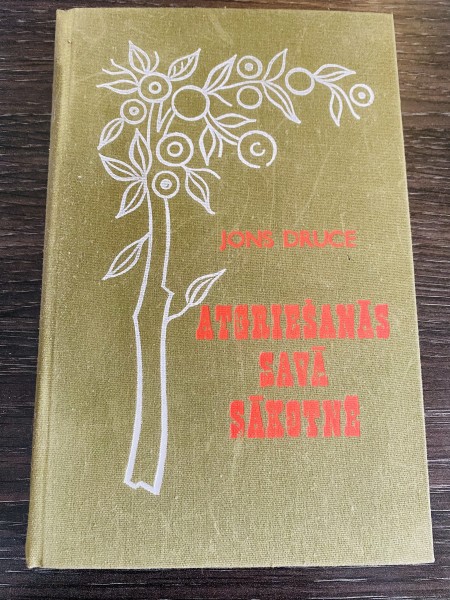 JONS DRUCE
ATGRIEŠANĀS
SAVĀ
SĀKOTNĒ